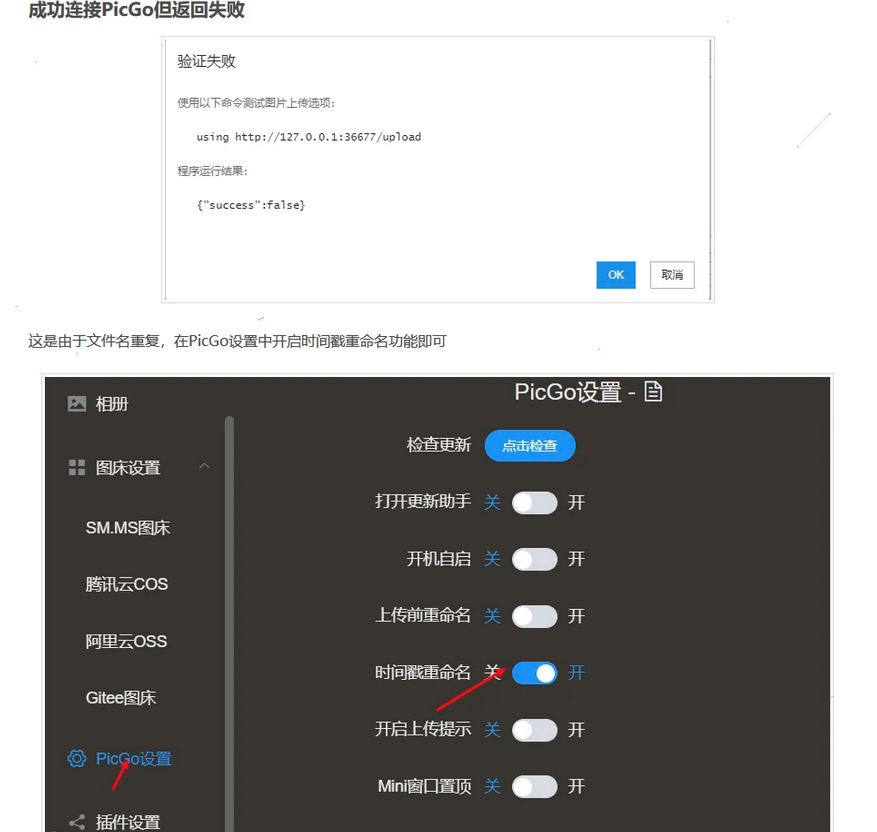 成功连接PicGo但返回失败
验证失败
使用以下命令测试图片上传选项:
using http://127.0.0.1:36677/upload
程序运行结果:
{"success":false}
OK 取消
这是由于文件名重复，在PicGo设置中开启时间戳重命名功能即可
相册
图床设置
SM.MS图床
腾讯云COS
阿里云OSS
Gitee图床
PicGo设置
插件设置
PicGo设置 -
检查更新 点击检查
打开更新助手 关 开
开机自启 关 开
上传前重命名 关 开
时间戳重命名 关 开
开启上传提示 关 开
Mini窗口置顶 关 开